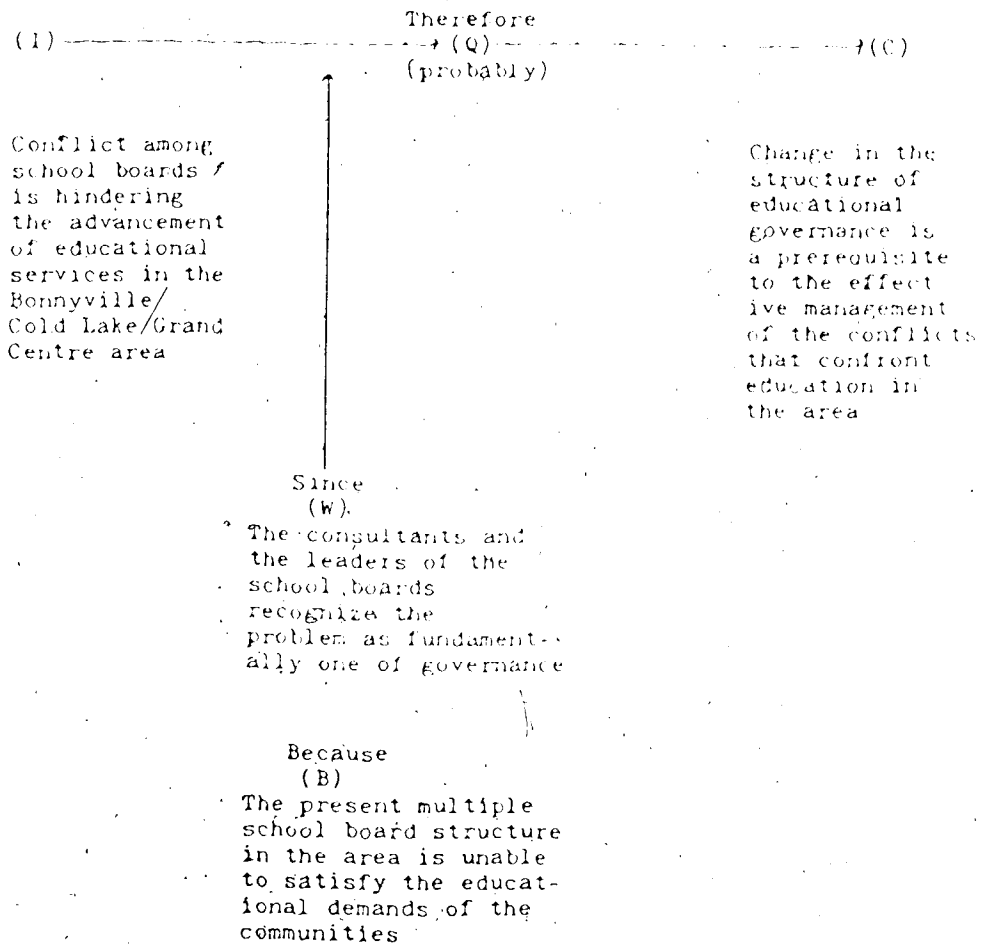 Therefore
(I) (Q) (C)
(probably)
Conflict among
school boards
is hindering
the advancement
of educational
services in the
Bonnyville/
Cold Lake/Grand
Centre area
Change in the
structure of
educational
governance is
a prerequisite
to the effect
ive management
of the conflicts
that confront
education in
the area
Since
(W).
The consultants and
the leaders of the
school boards
recognize the
problem as fundament-
ally one of governance
Because
(B)
The present multiple
school board structure
in the area is unable
to satisfy the educat-
ional demands of the
communities